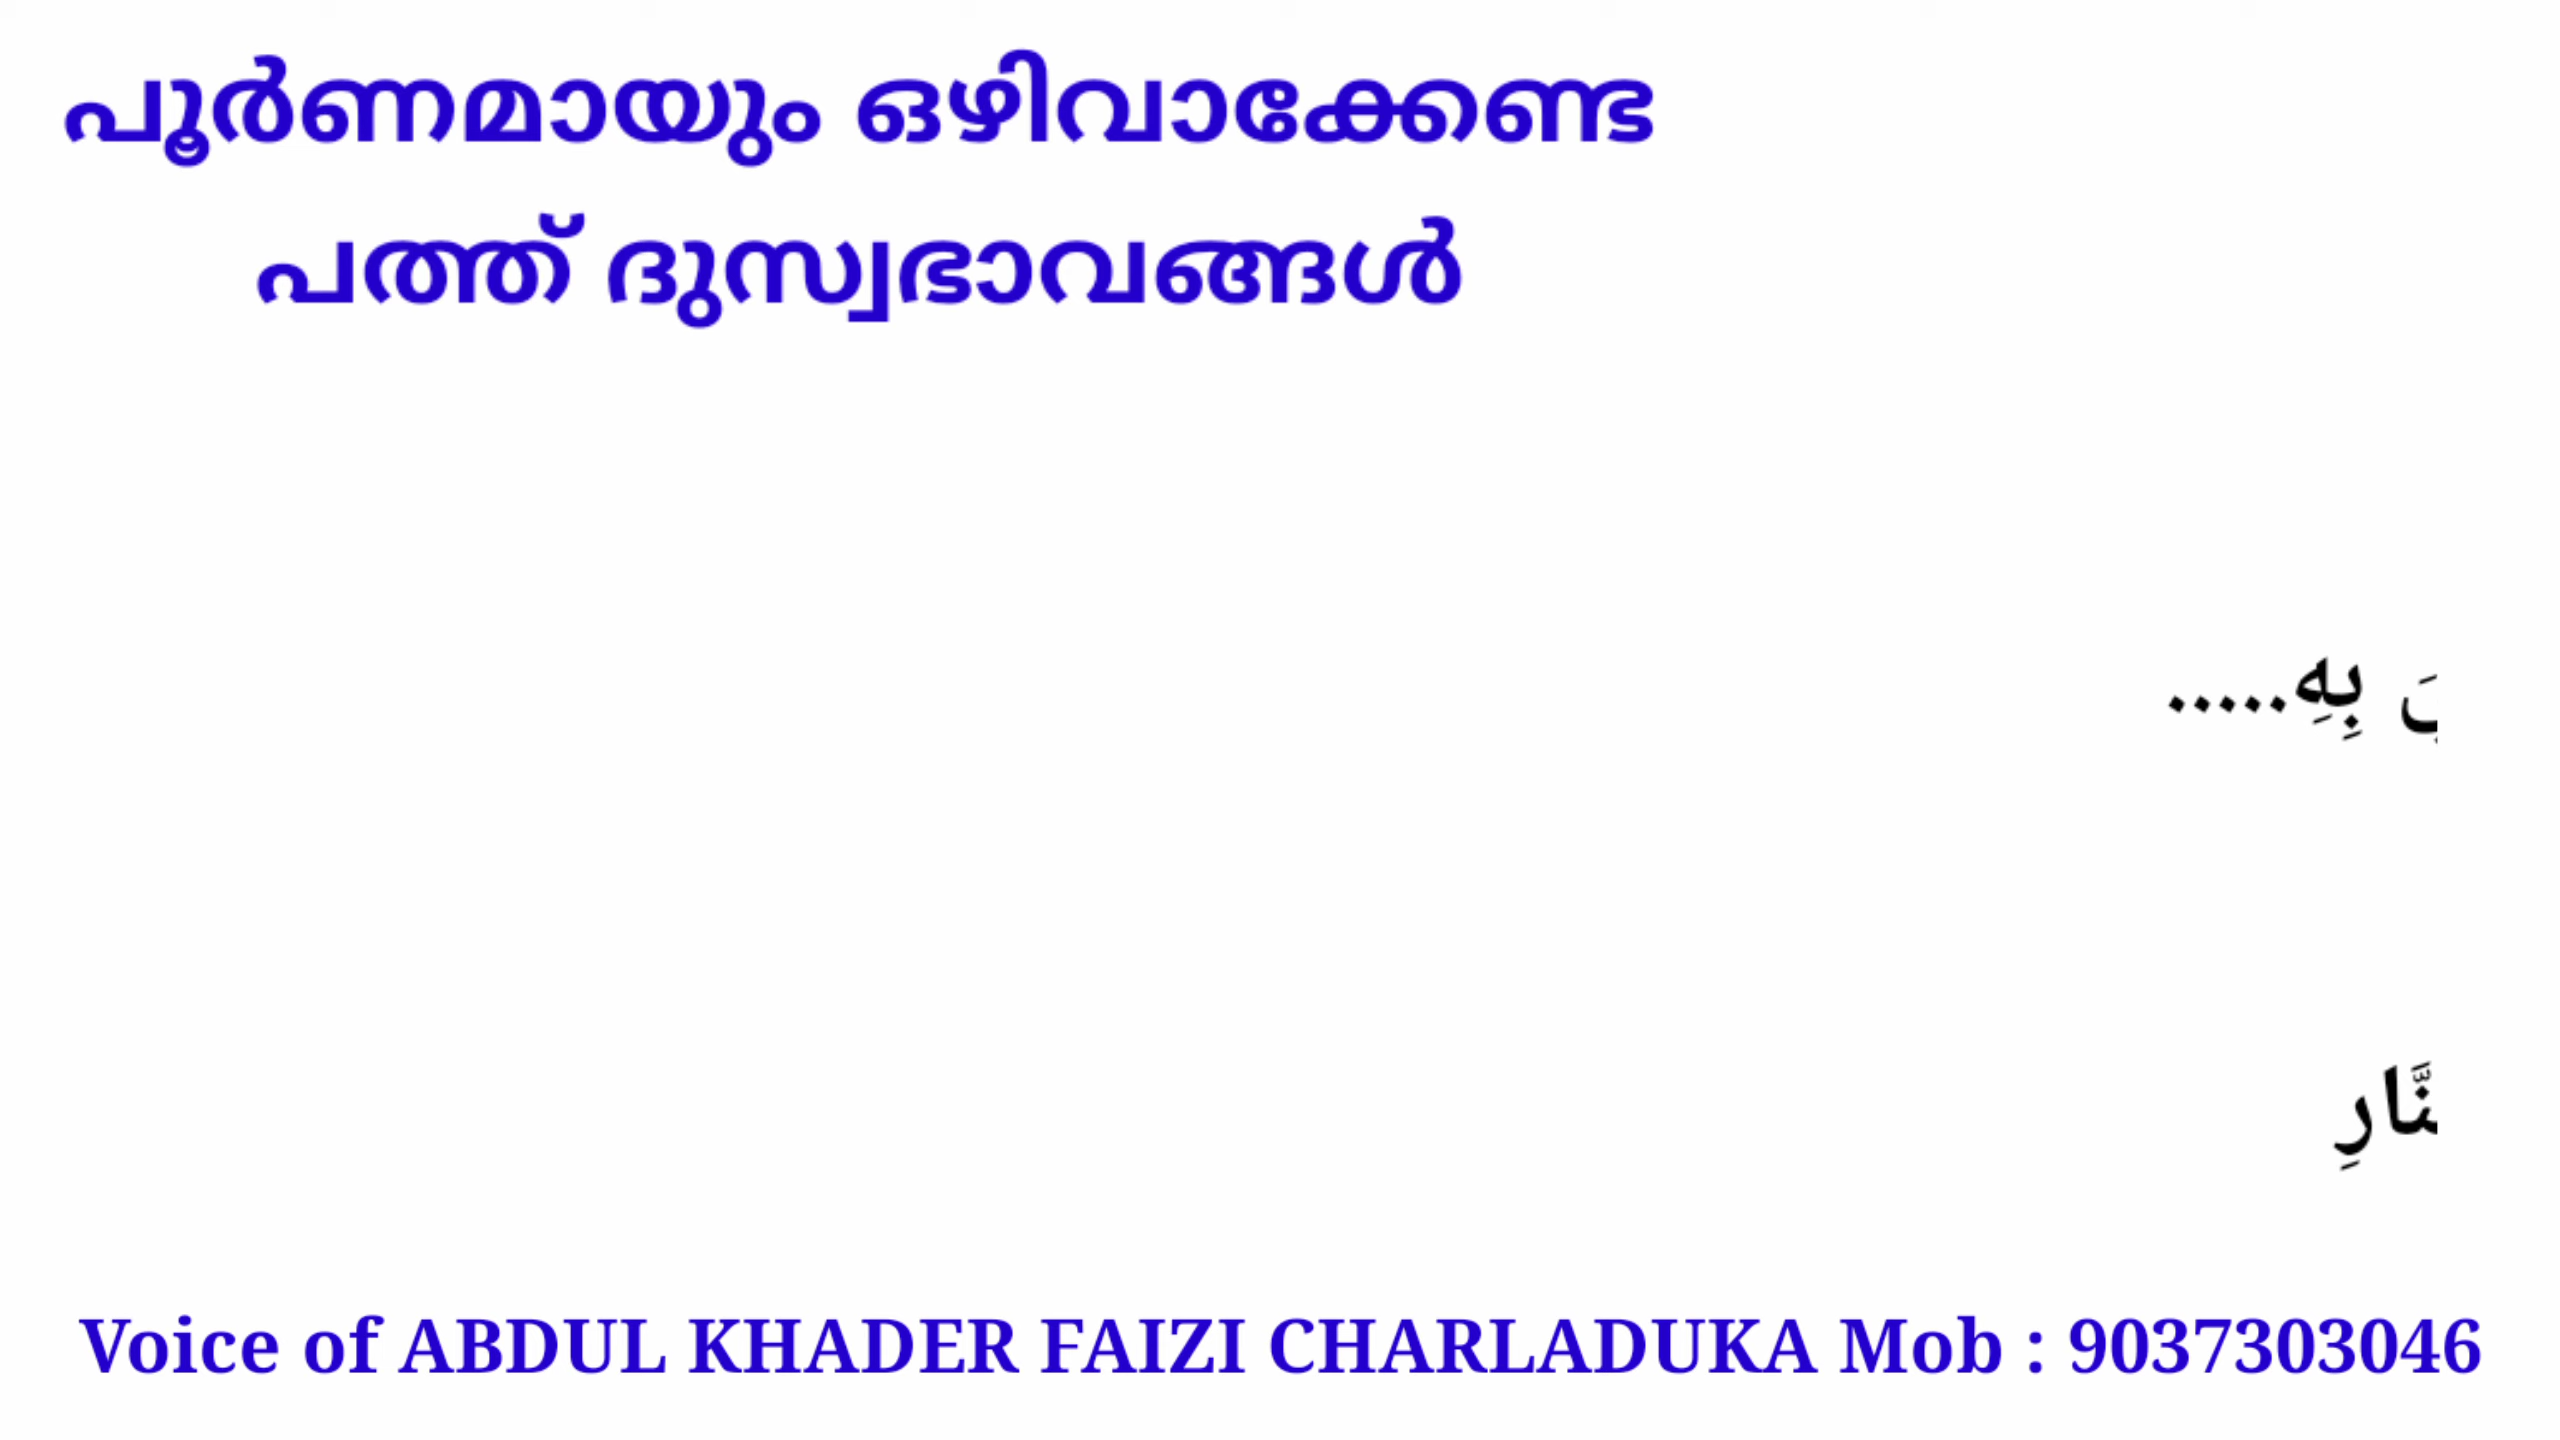 പൂർണമായും ഒഴിവാക്കേണ്ട
പത്ത് ദുസ്വഭാവങ്ങൾ
بِهِ.....
Voice of ABDUL KHADER FAIZI CHARLADUKA Mob : 9037303046